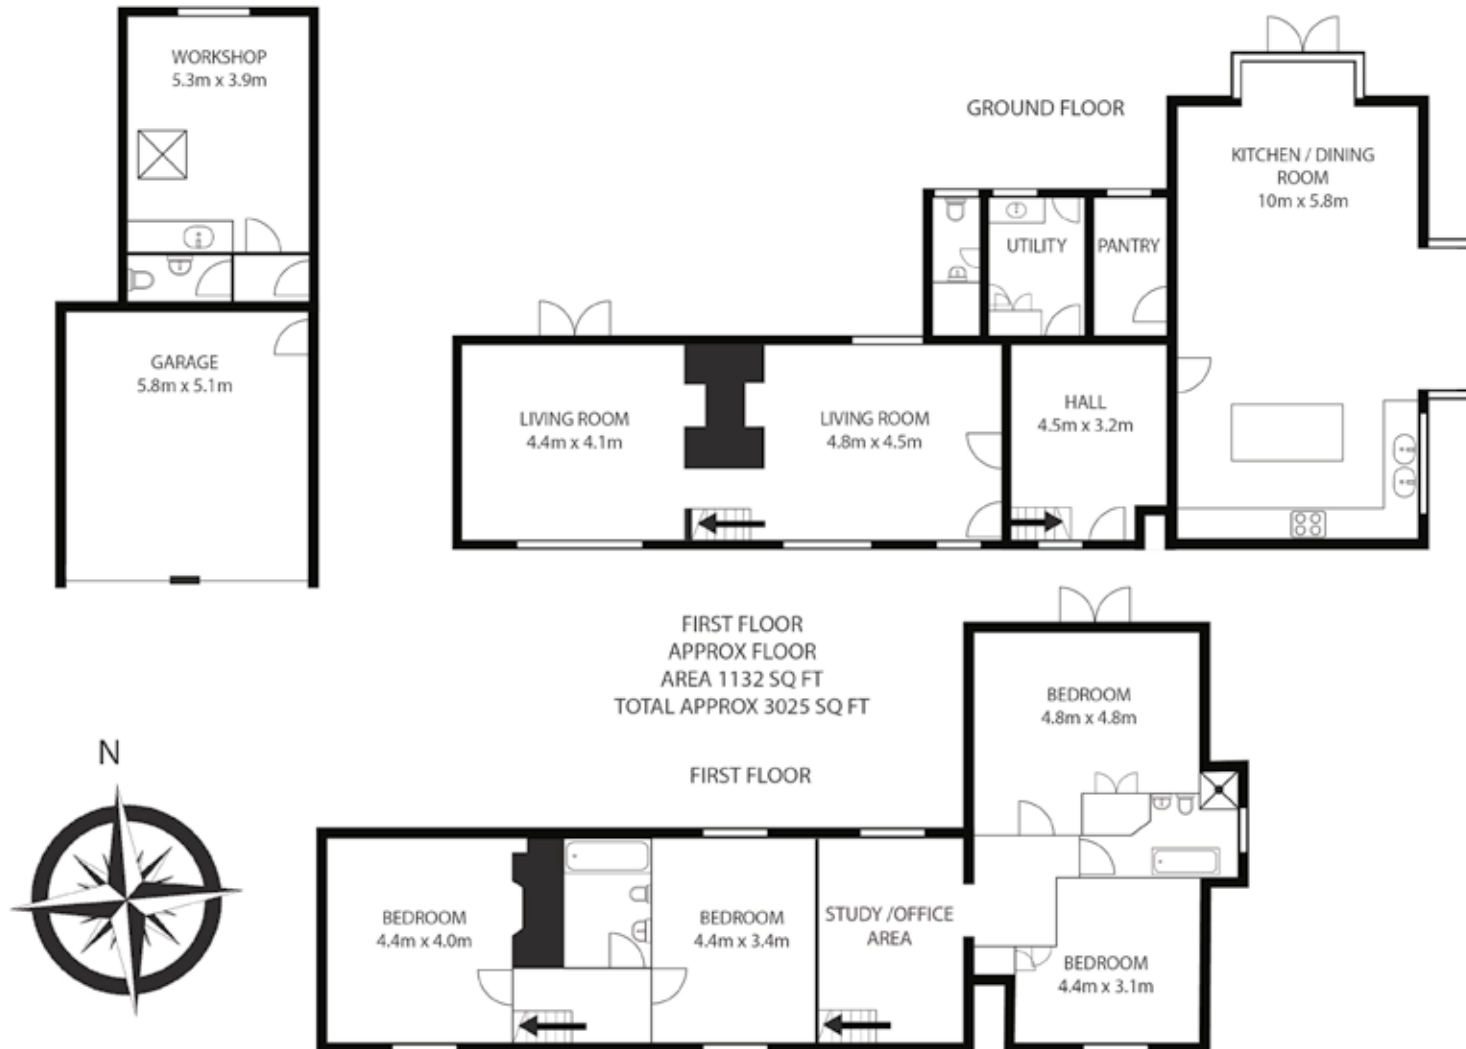 WORKSHOP
5.3m x 3.9m
GROUND FLOOR
KITCHEN / DINING
ROOM
10m x 5.8m
UTILITY
PANTRY
GARAGE
5.8m x 5.1m
LIVING ROOM
4.4m x 4.1m
LIVING ROOM
4.8m x 4.5m
HALL
4.5m x 3.2m
FIRST FLOOR
APPROX FLOOR
AREA 1132 SQ FT
TOTAL APPROX 3025 SQ FT
FIRST FLOOR
BEDROOM
4.8m x 4.8m
N
BEDROOM
4.4m x 4.0m
BEDROOM
4.4m x 3.4m
STUDY /OFFICE
AREA
BEDROOM
4.4m x 3.1m